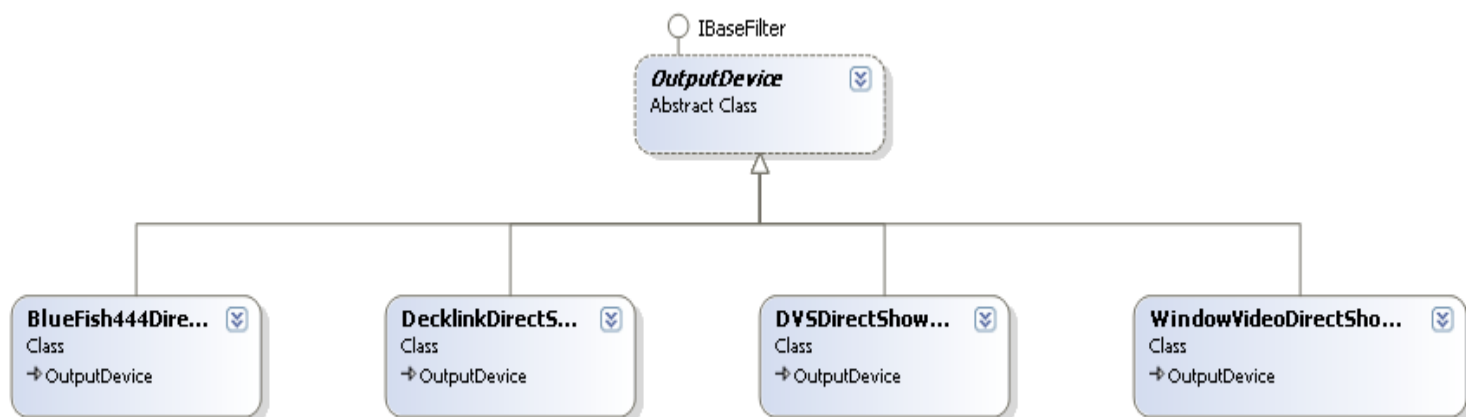 IBaseFilter
OutputDevice
Abstract Class
BlueFish444Dire...
Class
OutputDevice
DecklinkDirectS...
Class
OutputDevice
DVSDirectShow...
Class
OutputDevice
WindowVideoDirectSho...
Class
OutputDevice